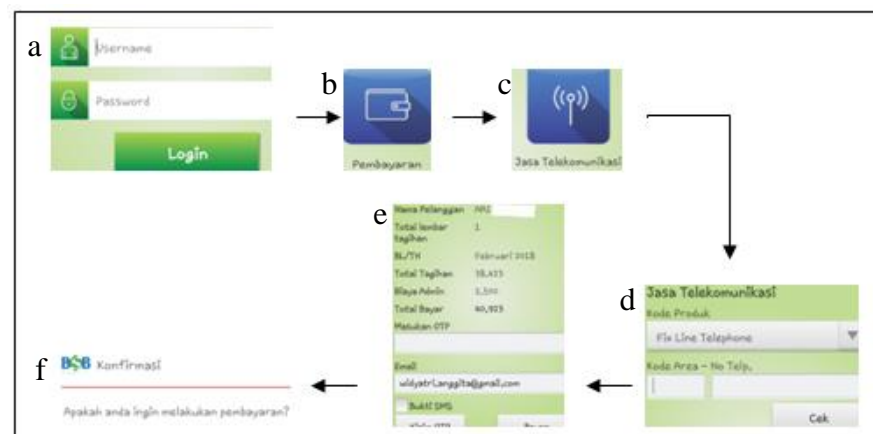 a
Username
Password
Login
b
Pembayaran
c
Jasa Telekomunikasi
d
Jasa Telekomunikasi
Kode Produk
Fix Line Telephone
Kode Area - No Telp.
Cek
e
Nama Pelanggan
Total lembar tagihan 1
BL/TH Februari 2018
Total Tagihan
Biaya Admin
Total Bayar
Masukan OTP
Email
widyatri.anggita@gmail.com
Bukti SMS
f
BSB Konfirmasi
Apakah anda ingin melakukan pembayaran?